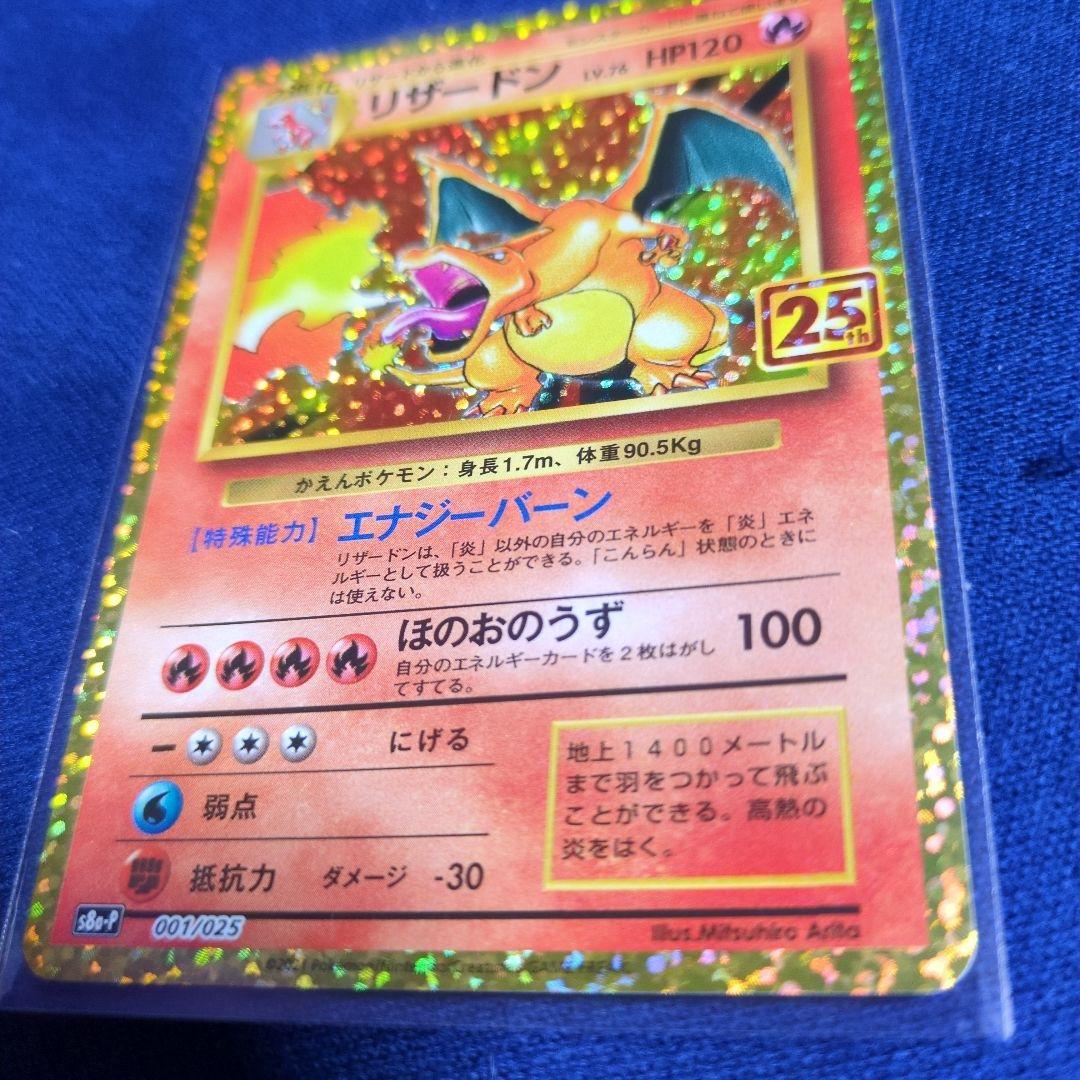 リザードン LV.76 HP120
25th
かえんポケモン：身長1.7m、体重90.5Kg
【特殊能力】 エナジーバーン
リザードンは、「炎」以外の自分のエネルギーを「炎」エネ
ルギーとして扱うことができる。「こんらん」状態のときに
は使えない。
ほのおのうず 100
自分のエネルギーカードを２枚はがし
てすてる。
ー にげる
弱点
抵抗力 ダメージ -30
地上１４００メートル
まで羽をつかって飛ぶ
ことができる。高熱の
炎をはく。
s8a-P 001/025
Illus.Mitsuhiro Arita